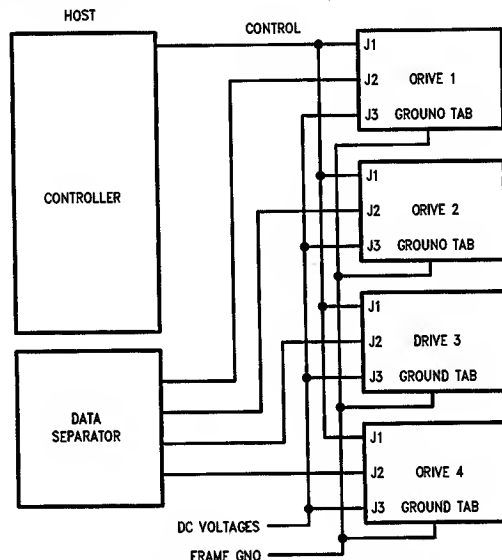 HOST
CONTROL
CONTROLLER
DATA
SEPARATOR
J1
J2 ORIVE 1
J3 GROUNO TAB
J1
J2 ORIVE 2
J3 GROUNO TAB
J1
J2 DRIVE 3
J3 GROUND TAB
J1
J2 ORIVE 4
J3 GROUND TAB
DC VOLTAGES
FRAME GNO